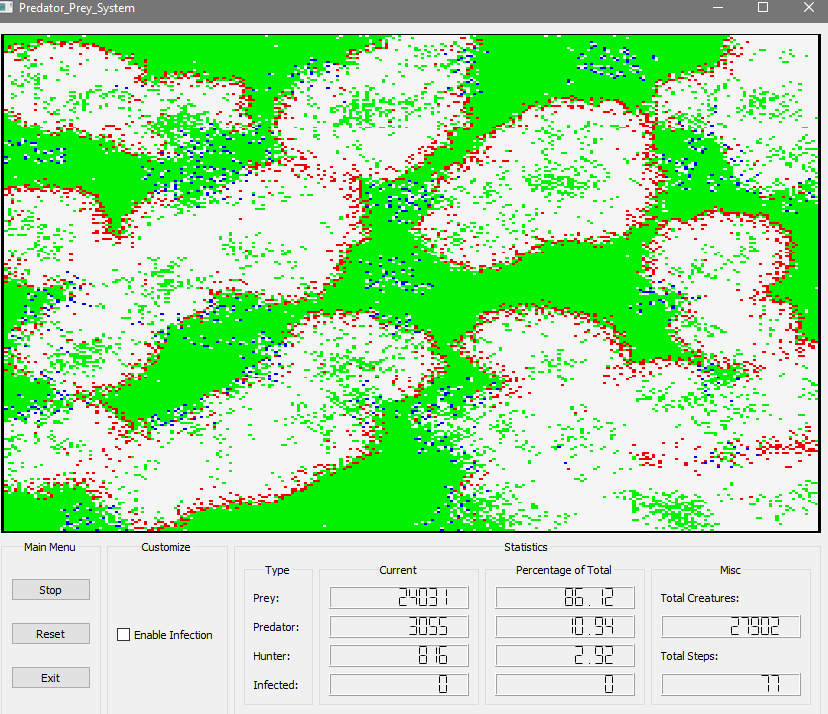 Predator_Prey_System
Main Menu
Stop
Reset
Exit
Customize
Enable Infection
Statistics
Type Current Percentage of Total
Prey: 24031 86.12
Predator: 3055 10.94
Hunter: 816 2.92
Infected: 0 0
Misc
Total Creatures:
27902
Total Steps:
77